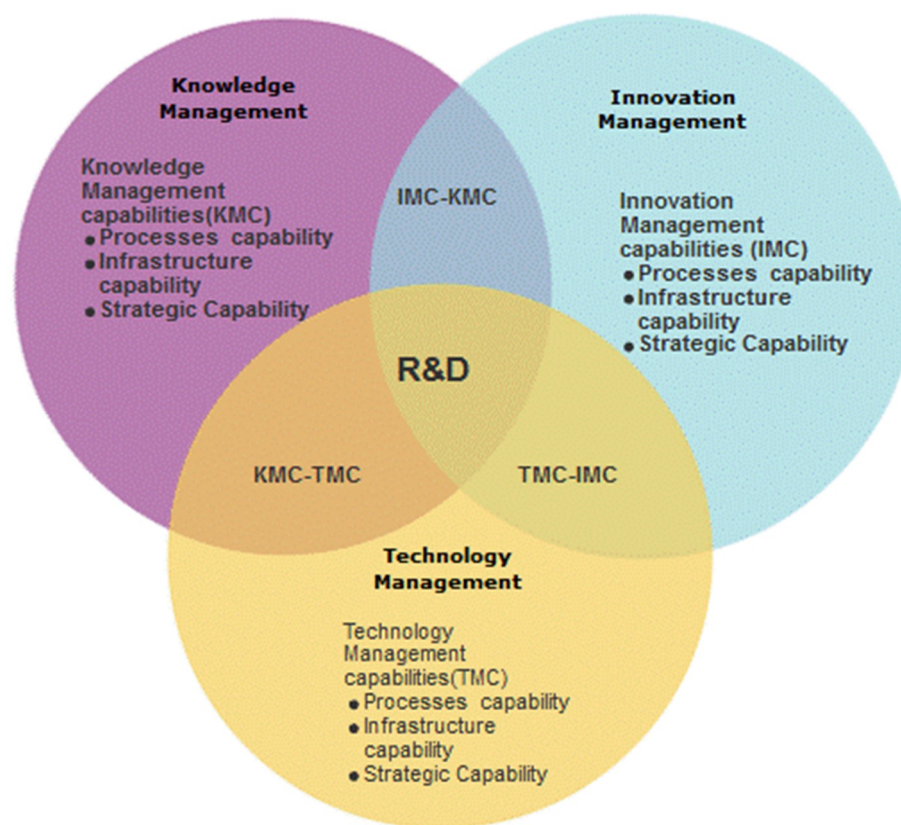 Knowledge
Management
Knowledge
Management
capabilities(KMC)
● Processes capability
● Infrastructure
capability
● Strategic Capability
IMC-KMC
Innovation
Management
Innovation
Management
capabilities (IMC)
● Processes capability
● Infrastructure
capability
● Strategic Capability
R&D
KMC-TMC
TMC-IMC
Technology
Management
Technology
Management
capabilities(TMC)
● Processes capability
● Infrastructure
capability
● Strategic Capability